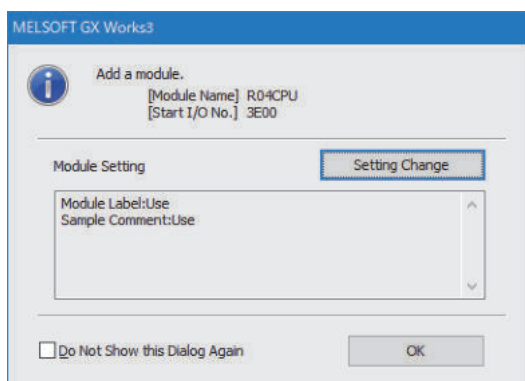 MELSOFT GX Works3
Add a module.
[Module Name] R04CPU
[Start I/O No.] 3E00
Module Setting
Setting Change
Module Label:Use
Sample Comment:Use
Do Not Show this Dialog Again
OK